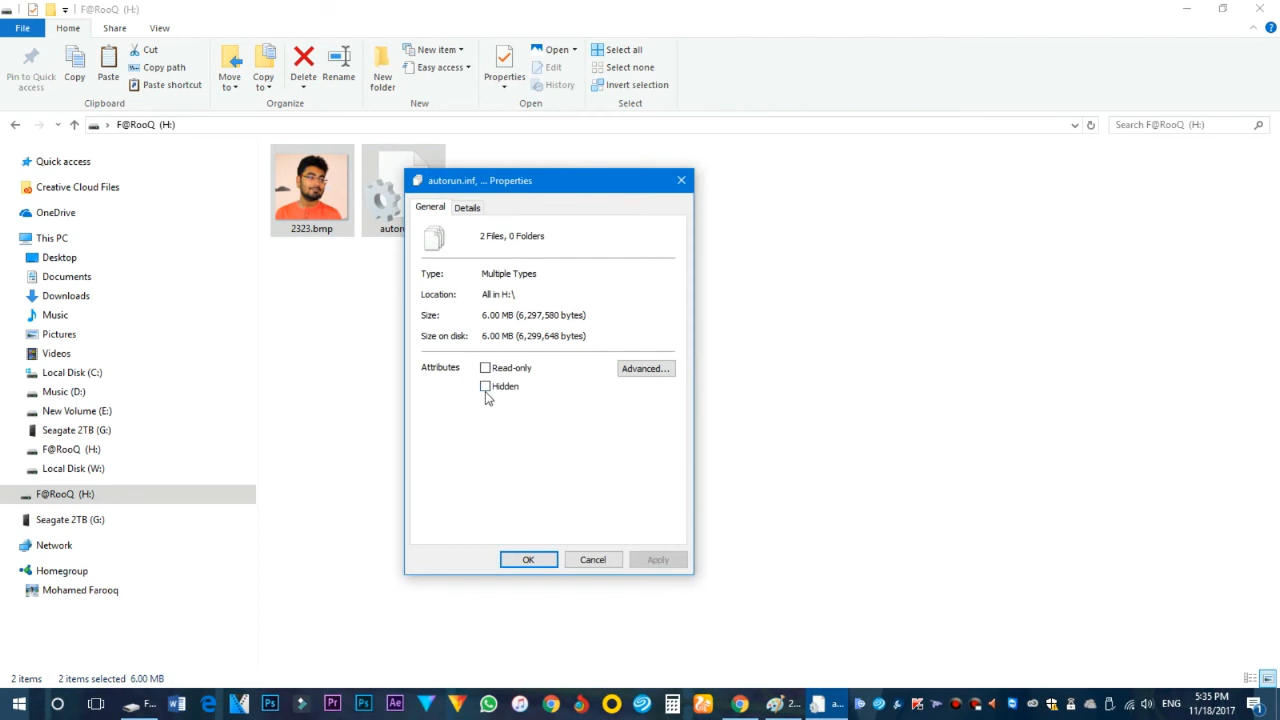 F@RooQ (H:)
File Home Share View
Pin to Quick access
Copy
Paste
Cut
Copy path
Paste shortcut
Clipboard
Move to
Copy to
Delete
Rename
Organize
New folder
New item
Easy access
New
Properties
Open
Edit
History
Open
Select all
Select none
Invert selection
Select
F@RooQ (H:)
Search F@RooQ (H:)
Quick access
Creative Cloud Files
OneDrive
This PC
Desktop
Documents
Downloads
Music
Pictures
Videos
Local Disk (C:)
Music (D:)
New Volume (E:)
Seagate 2TB (G:)
F@RooQ (H:)
Local Disk (W:)
F@RooQ (H:)
Seagate 2TB (G:)
Network
Homegroup
Mohamed Farooq
2323.bmp
autorun.inf, ... Properties
General Details
2 Files, 0 Folders
Type: Multiple Types
Location: All in H:\
Size: 6.00 MB (6,297,580 bytes)
Size on disk: 6.00 MB (6,299,648 bytes)
Attributes Read-only Advanced...
Hidden
OK Cancel Apply
2 items 2 items selected 6.00 MB
F...
Ps
Pr
Ps
Ae
2...
a...
ENG
5:35 PM
11/18/2017